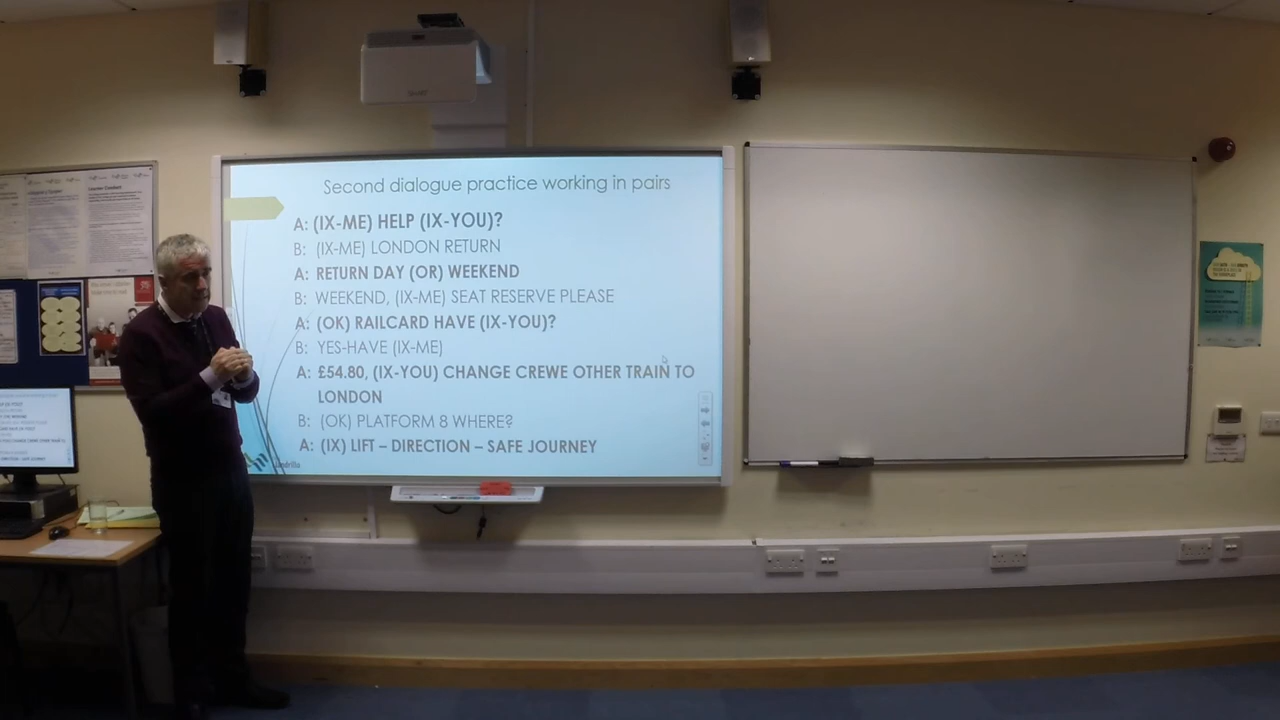 Second dialogue practice working in pairs
A: (IX-ME) HELP (IX-YOU)?
B: (IX-ME) LONDON RETURN
A: RETURN DAY (OR) WEEKEND
B: WEEKEND, (IX-ME) SEAT RESERVE PLEASE
A: (OK) RAILCARD HAVE (IX-YOU)?
B: YES-HAVE (IX-ME)
A: £54.80, (IX-YOU) CHANGE CREWE OTHER TRAIN TO
LONDON
B: (OK) PLATFORM 8 WHERE?
A: (IX) LIFT – DIRECTION – SAFE JOURNEY